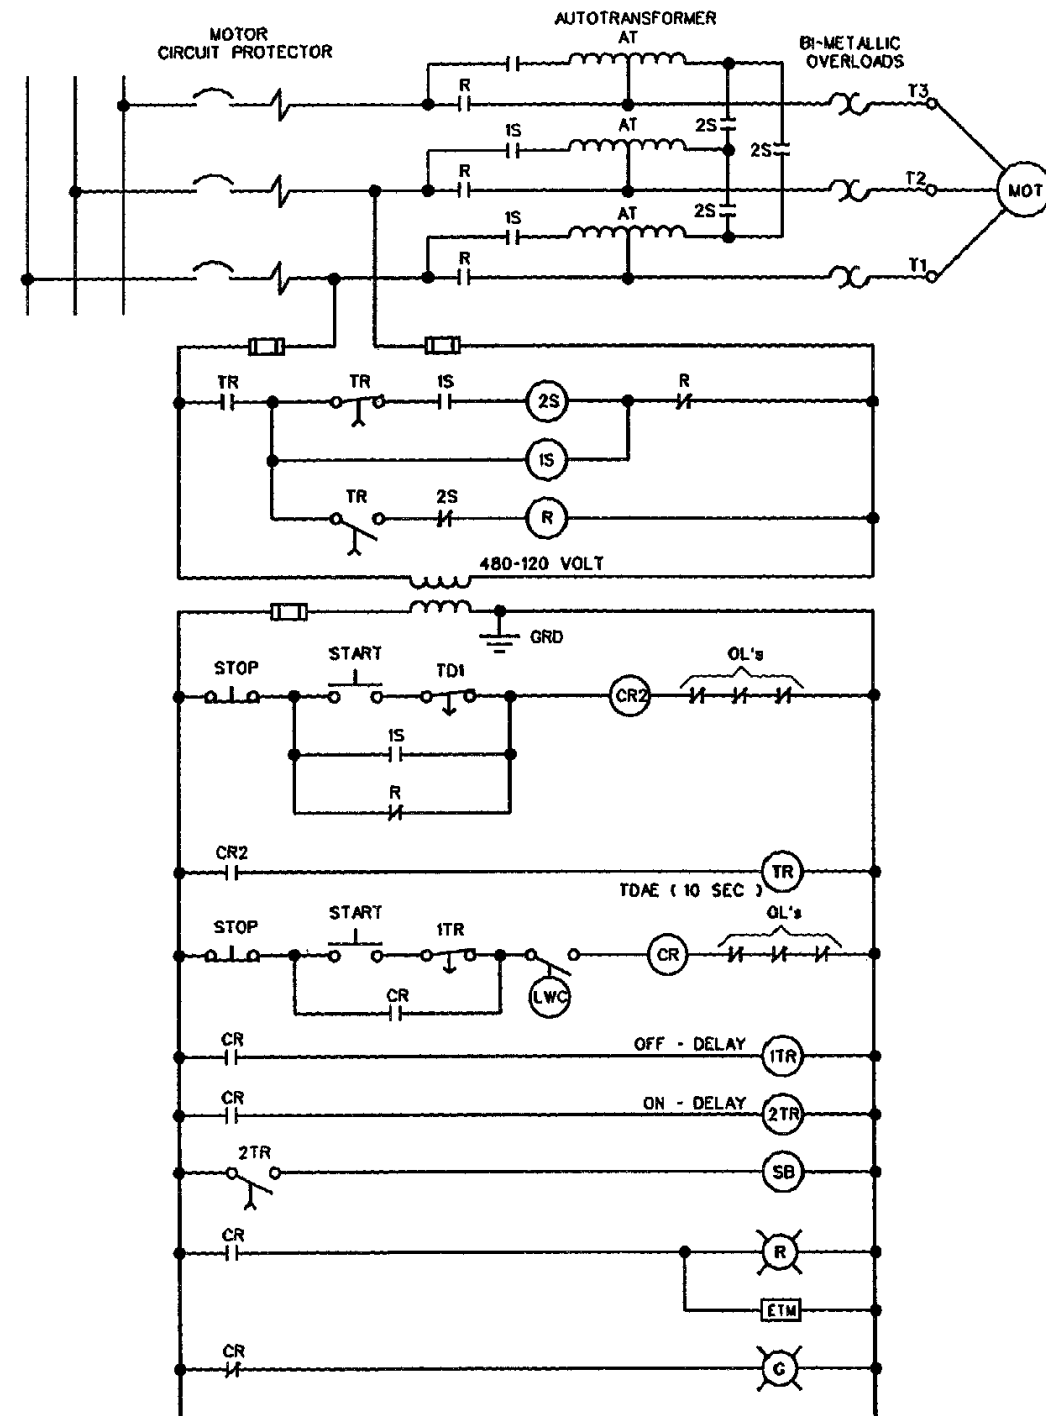 AUTOTRANSFORMER
AT
MOTOR
CIRCUIT PROTECTOR
BI-METALLIC
OVERLOADS
R
T3
1S
AT
2S
2S
R
T2
MOT
1S
AT
2S
R
T1
TR
TR
1S
2S
R
1S
TR
2S
R
480-120 VOLT
GRD
STOP
START
TD1
CR2
OL's
1S
R
CR2
TR
TDAE ( 10 SEC )
STOP
START
1TR
LWC
CR
OL's
CR
CR
OFF - DELAY
1TR
CR
ON - DELAY
2TR
2TR
SB
CR
R
ETM
CR
G